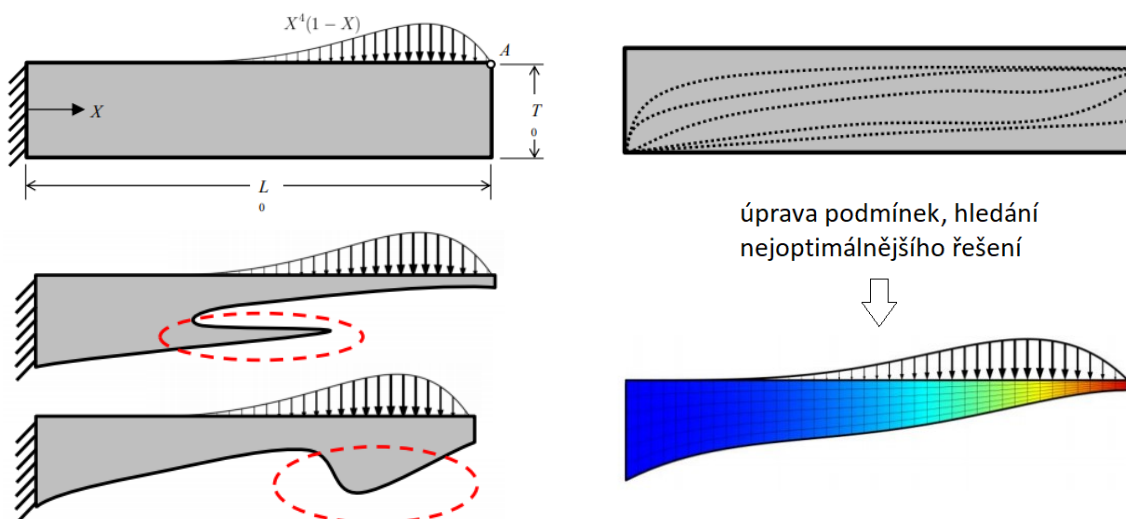 X⁴(1 − X)
A
X
T
0
L
0
úprava podmínek, hledání
nejoptimálnějšího řešení